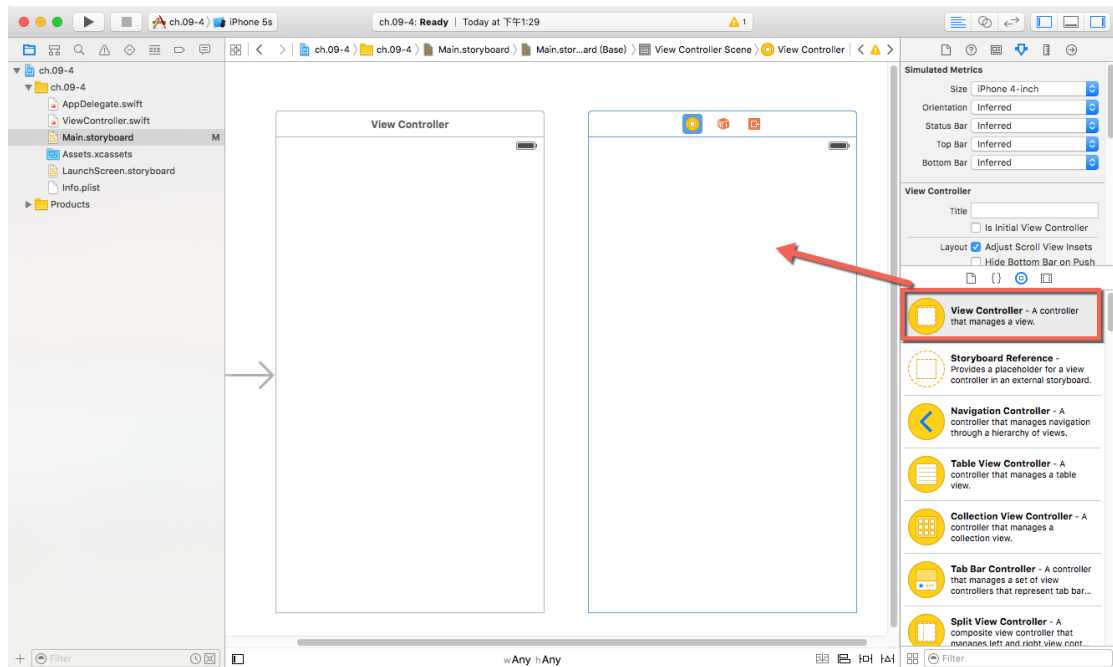 ch.09-4 iPhone 5s
ch.09-4: Ready | Today at 下午1:29
1
ch.09-4 ch.09-4 Main.storyboard Main.stor...ard (Base) View Controller Scene View Controller
ch.09-4
ch.09-4
AppDelegate.swift
ViewController.swift
Main.storyboard M
Assets.xcassets
LaunchScreen.storyboard
Info.plist
Products
Filter
View Controller
wAny hAny
Simulated Metrics
Size iPhone 4-inch
Orientation Inferred
Status Bar Inferred
Top Bar Inferred
Bottom Bar Inferred
View Controller
Title
Is Initial View Controller
Layout Adjust Scroll View Insets
Hide Bottom Bar on Push
{}
View Controller - A controller
that manages a view.
Storyboard Reference -
Provides a placeholder for a view
controller in an external storyboard.
Navigation Controller - A
controller that manages navigation
through a hierarchy of views.
Table View Controller - A
controller that manages a table
view.
Collection View Controller - A
controller that manages a
collection view.
Tab Bar Controller - A controller
that manages a set of view
controllers that represent tab bar...
Split View Controller - A
composite view controller that
manages left and right view cont...
Filter